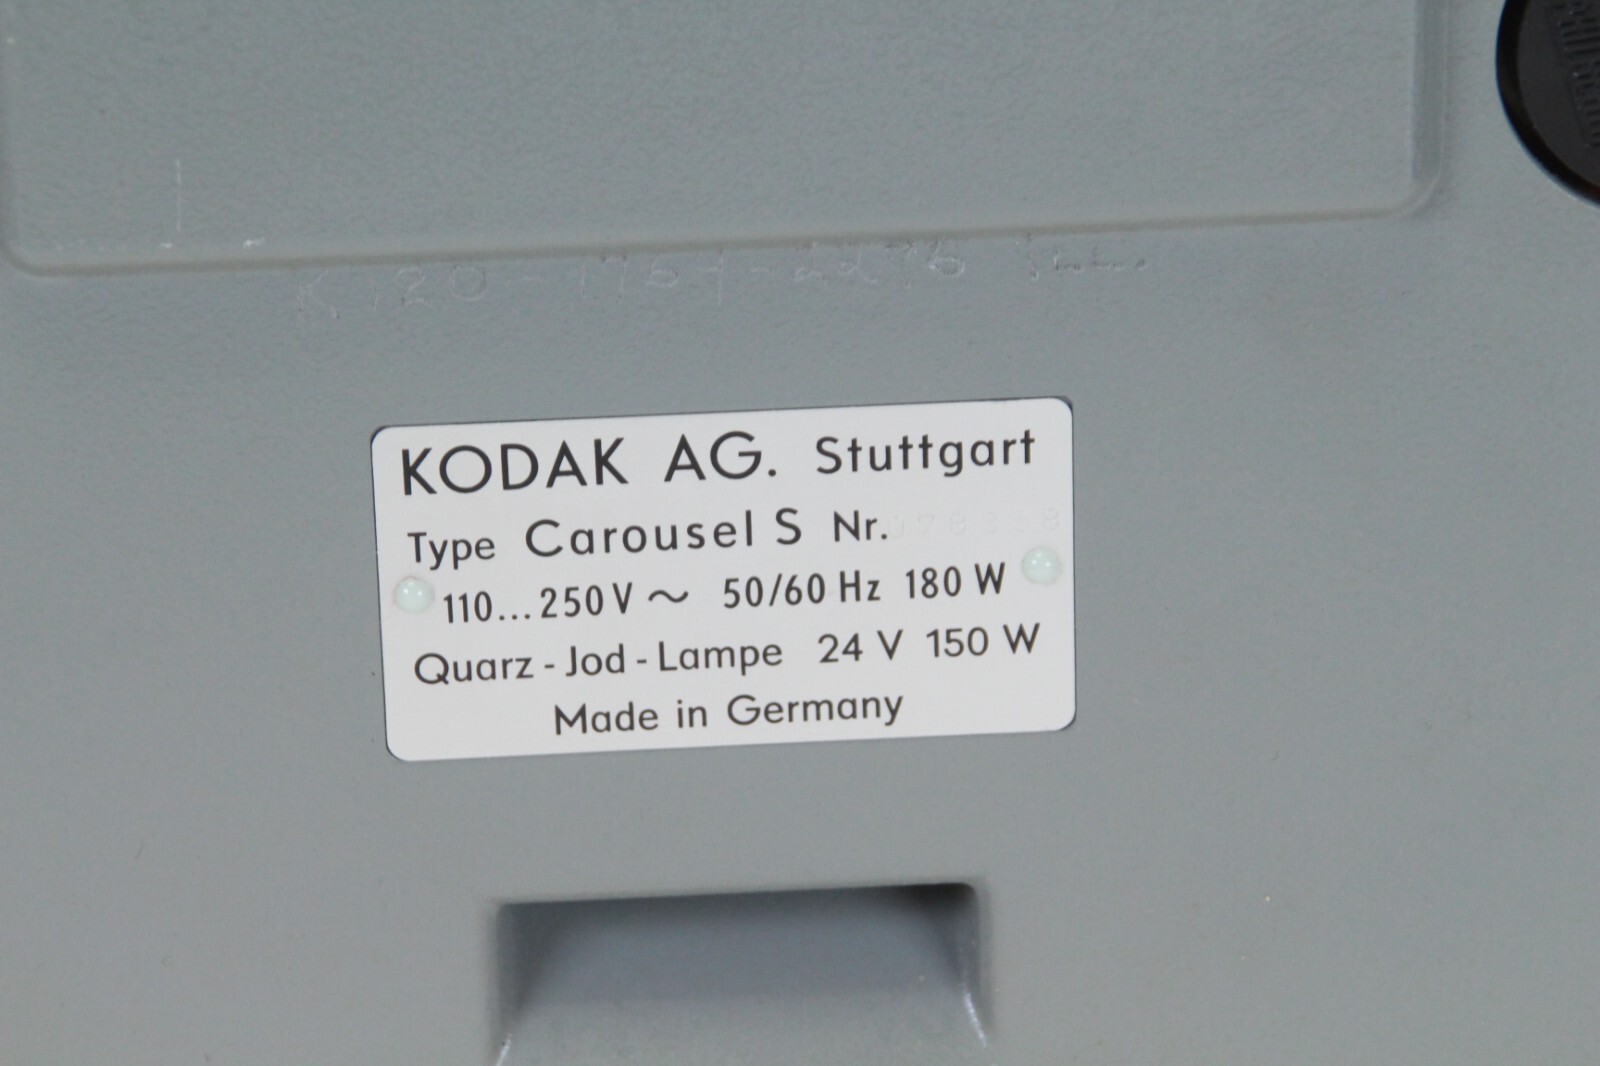 KODAK AG. Stuttgart
Type Carousel S Nr.
110...250 V ~ 50/60 Hz 180 W
Quarz - Jod - Lampe 24 V 150 W
Made in Germany